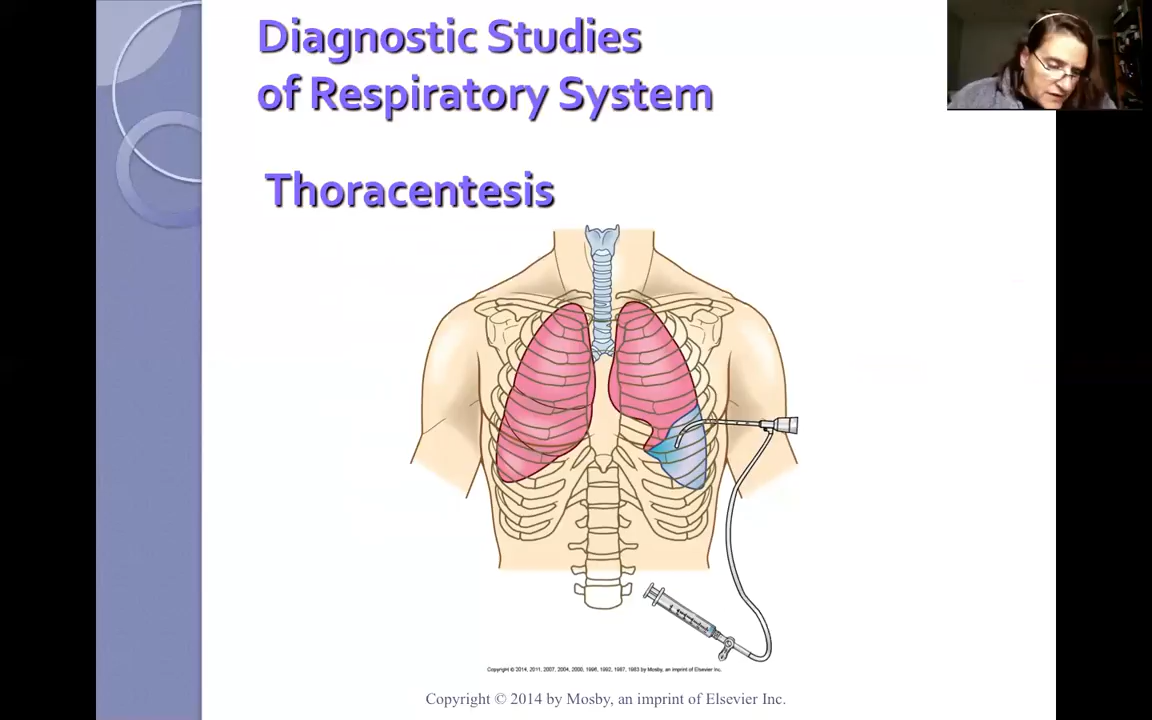 Diagnostic Studies
of Respiratory System
Thoracentesis
Copyright © 2014, 2011, 2007, 2004, 2000, 1996, 1992, 1987, 1983 by Mosby, an imprint of Elsevier Inc.
Copyright © 2014 by Mosby, an imprint of Elsevier Inc.